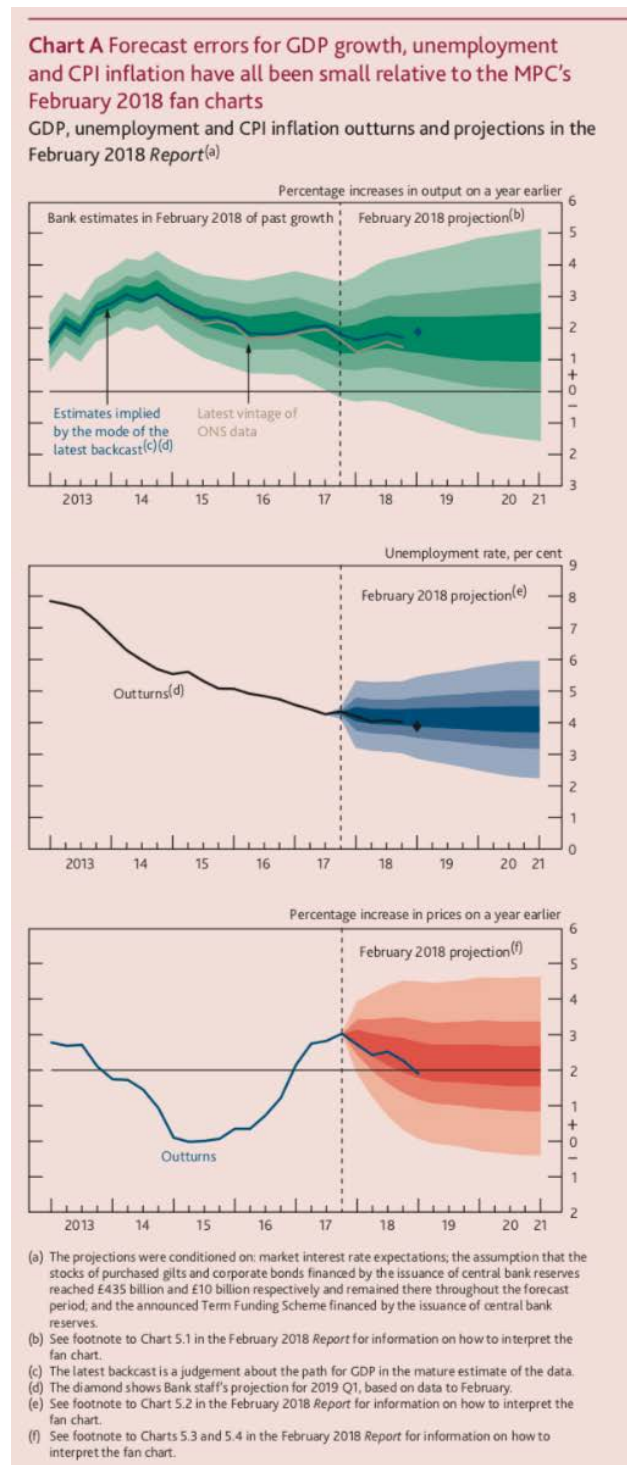 Chart A Forecast errors for GDP growth, unemployment
and CPI inflation have all been small relative to the MPC's
February 2018 fan charts
GDP, unemployment and CPI inflation outturns and projections in the
February 2018 Report(a)
Percentage increases in output on a year earlier
Bank estimates in February 2018 of past growth
February 2018 projection(b)
6
5
4
3
2
1
+
0
–
1
2
3
Estimates implied
by the mode of the
latest backcast(c)(d)
Latest vintage of
ONS data
2013 14 15 16 17 18 19 20 21
Unemployment rate, per cent
February 2018 projection(e)
9
8
7
6
5
4
3
2
1
0
Outturns(d)
2013 14 15 16 17 18 19 20 21
Percentage increase in prices on a year earlier
February 2018 projection(f)
6
5
4
3
2
1
+
0
–
1
2
Outturns
2013 14 15 16 17 18 19 20 21
(a) The projections were conditioned on: market interest rate expectations; the assumption that the
stocks of purchased gilts and corporate bonds financed by the issuance of central bank reserves
reached £435 billion and £10 billion respectively and remained there throughout the forecast
period; and the announced Term Funding Scheme financed by the issuance of central bank
reserves.
(b) See footnote to Chart 5.1 in the February 2018 Report for information on how to interpret the
fan chart.
(c) The latest backcast is a judgement about the path for GDP in the mature estimate of the data.
(d) The diamond shows Bank staff's projection for 2019 Q1, based on data to February.
(e) See footnote to Chart 5.2 in the February 2018 Report for information on how to interpret the
fan chart.
(f) See footnote to Charts 5.3 and 5.4 in the February 2018 Report for information on how to
interpret the fan chart.